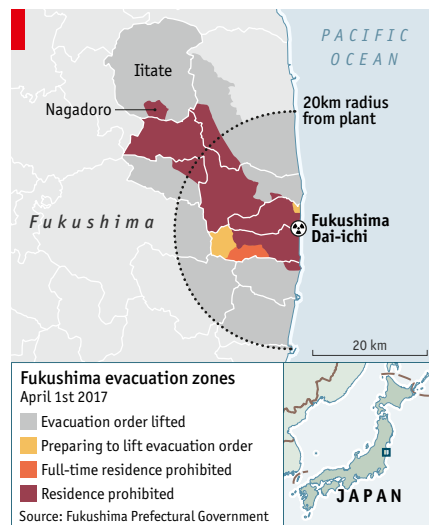 PACIFIC
OCEAN
Iitate
Nagadoro
20km radius
from plant
Fukushima
Fukushima
Dai-ichi
20 km
Fukushima evacuation zones
April 1st 2017
Evacuation order lifted
Preparing to lift evacuation order
Full-time residence prohibited
Residence prohibited
Source: Fukushima Prefectural Government
JAPAN